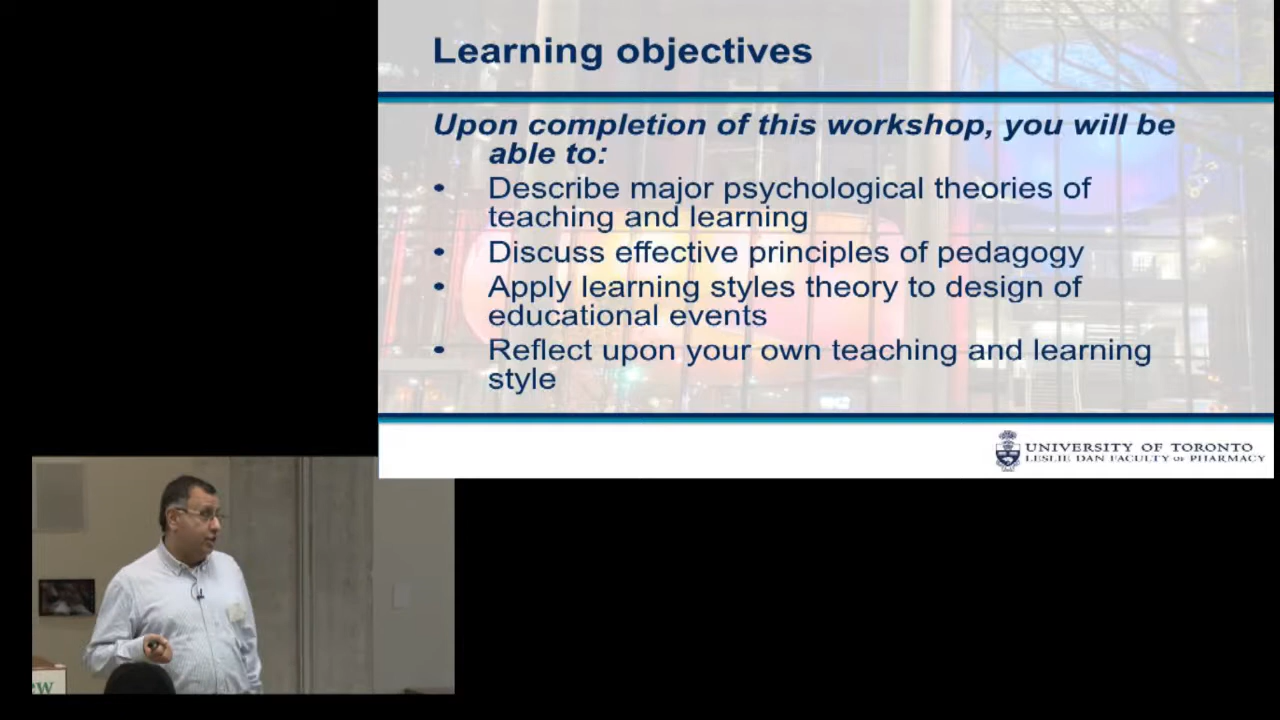 Learning objectives
Upon completion of this workshop, you will be
able to:
• Describe major psychological theories of
teaching and learning
• Discuss effective principles of pedagogy
• Apply learning styles theory to design of
educational events
• Reflect upon your own teaching and learning
style
UNIVERSITY OF TORONTO
LESLIE DAN FACULTY OF PHARMACY